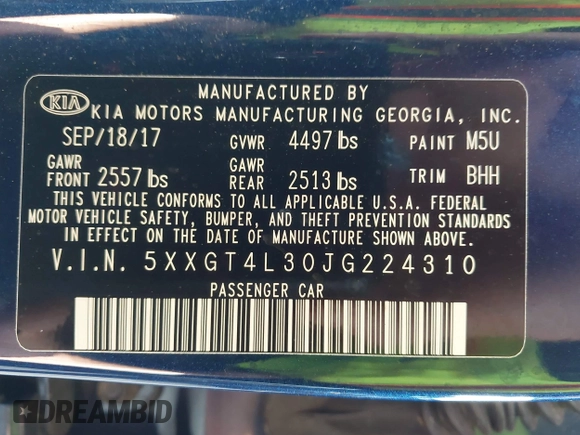 MANUFACTURED BY
KIA KIA MOTORS MANUFACTURING GEORGIA, INC.
SEP/18/17 GVWR 4497 lbs PAINT M5U
GAWR FRONT 2557 lbs GAWR REAR 2513 lbs TRIM BHH
THIS VEHICLE CONFORMS TO ALL APPLICABLE U.S.A. FEDERAL
MOTOR VEHICLE SAFETY, BUMPER, AND THEFT PREVENTION STANDARDS
IN EFFECT ON THE DATE OF MANUFACTURE SHOWN ABOVE.
V.I.N. 5XXGT4L30JG224310
PASSENGER CAR
DREAMBID